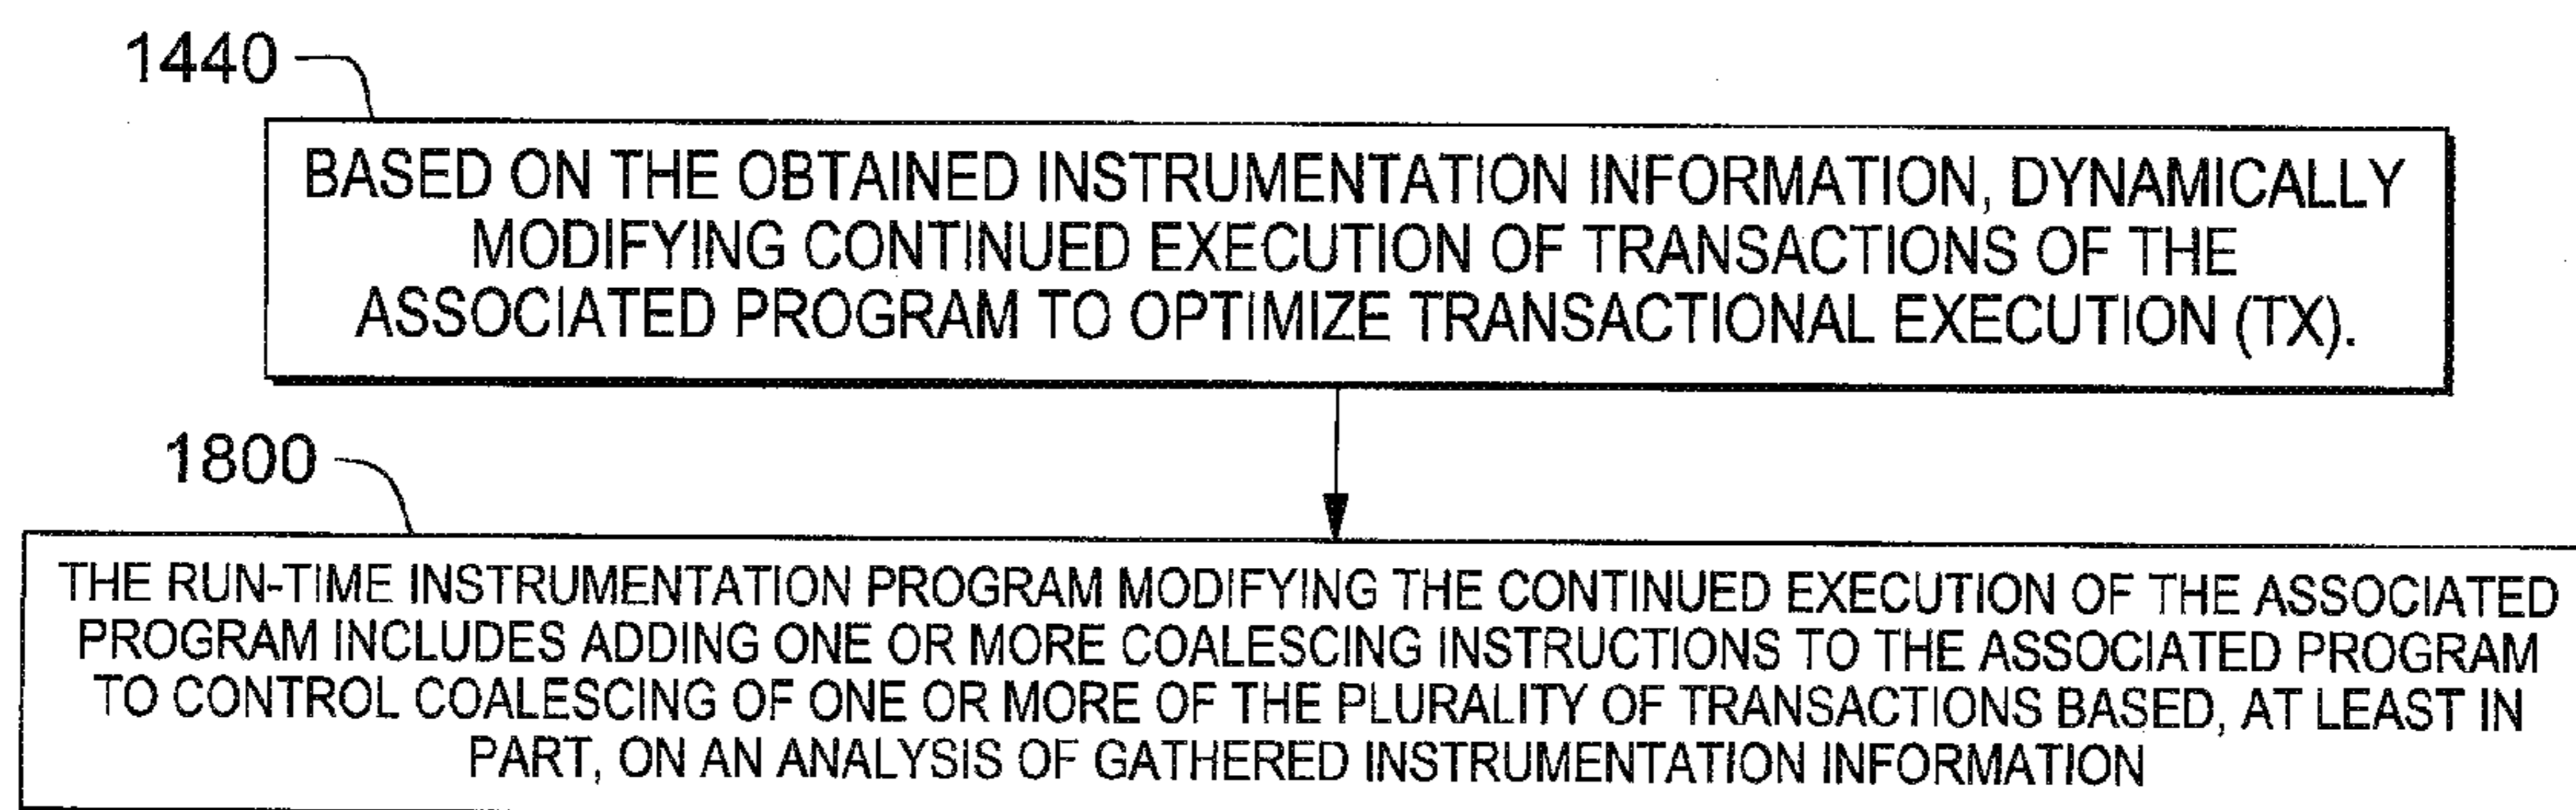 1440
BASED ON THE OBTAINED INSTRUMENTATION INFORMATION, DYNAMICALLY
MODIFYING CONTINUED EXECUTION OF TRANSACTIONS OF THE
ASSOCIATED PROGRAM TO OPTIMIZE TRANSACTIONAL EXECUTION (TX).
1800
THE RUN-TIME INSTRUMENTATION PROGRAM MODIFYING THE CONTINUED EXECUTION OF THE ASSOCIATED
PROGRAM INCLUDES ADDING ONE OR MORE COALESCING INSTRUCTIONS TO THE ASSOCIATED PROGRAM
TO CONTROL COALESCING OF ONE OR MORE OF THE PLURALITY OF TRANSACTIONS BASED, AT LEAST IN
PART, ON AN ANALYSIS OF GATHERED INSTRUMENTATION INFORMATION